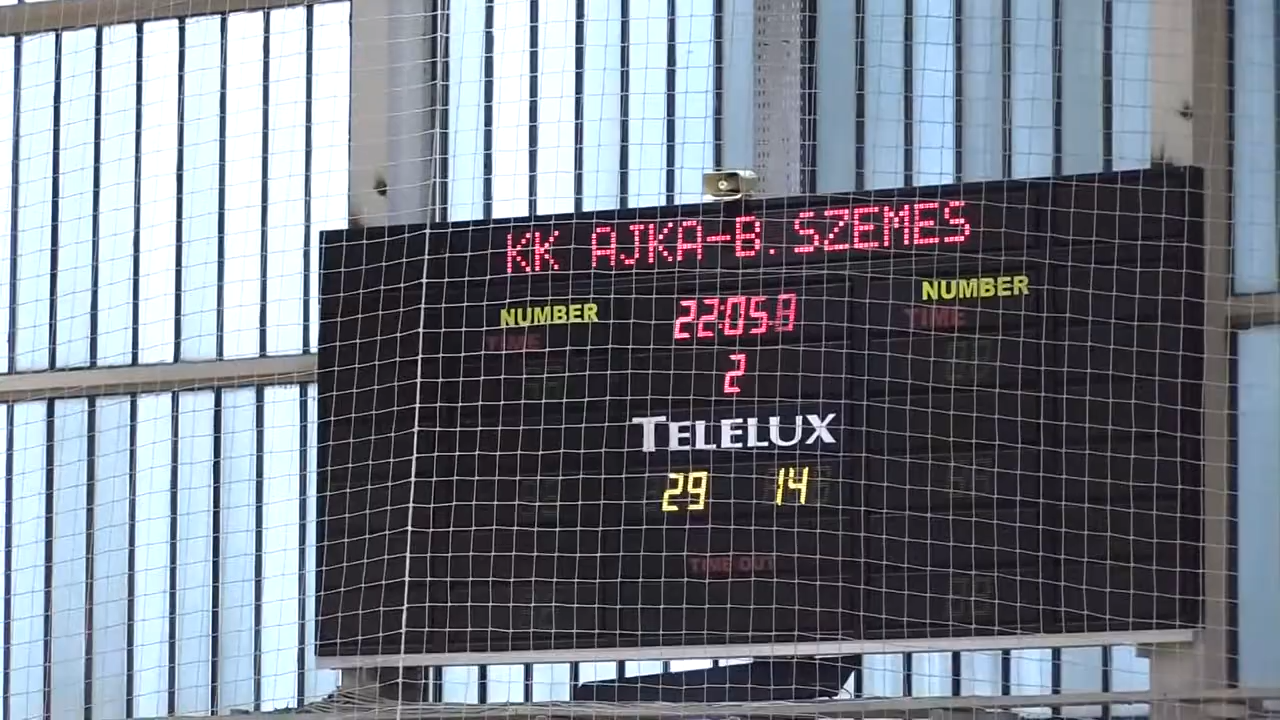 KK AJKA-B.SZEMES
NUMBER 22:05.8 NUMBER
TIME TIME
2
TELELUX
29 14
TIME OUT